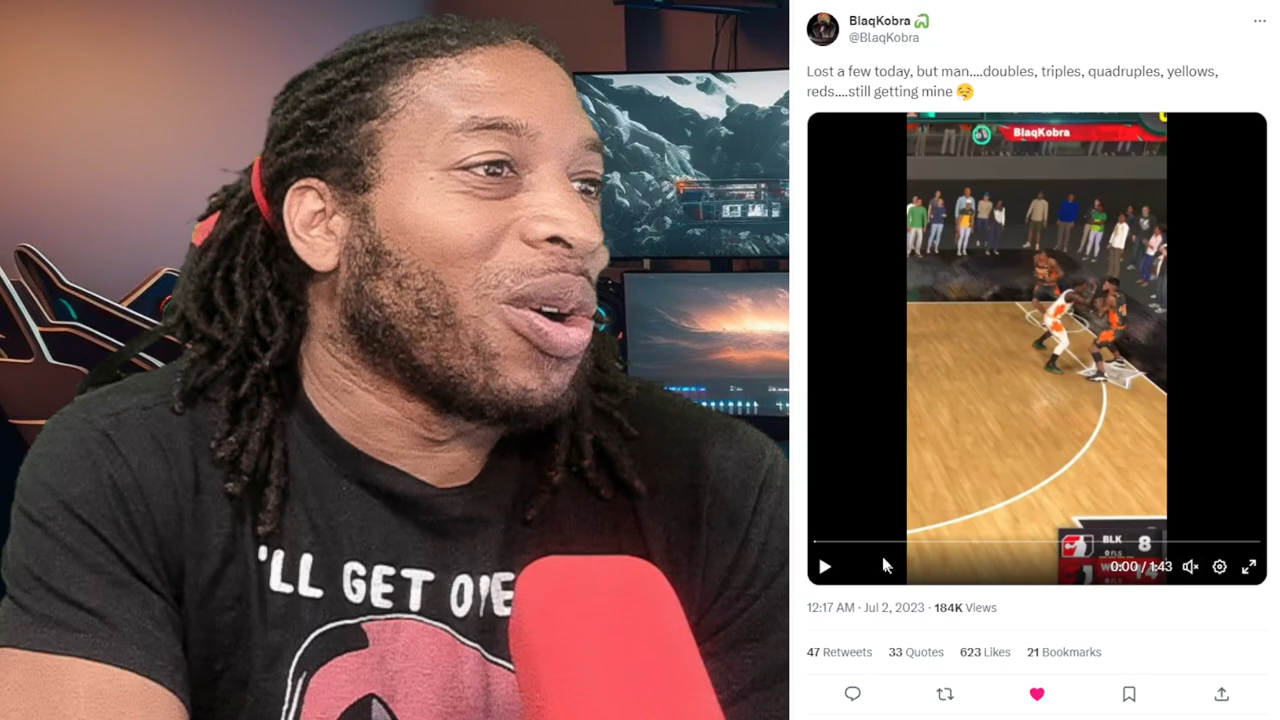 BlaqKobra
@BlaqKobra
Lost a few today, but man....doubles, triples, quadruples, yellows,
reds....still getting mine 😪
BlaqKobra
BLK 8
0 FLS
0:00 / 1:43
12:17 AM · Jul 2, 2023 · 184K Views
47 Retweets 33 Quotes 623 Likes 21 Bookmarks
'LL GET O